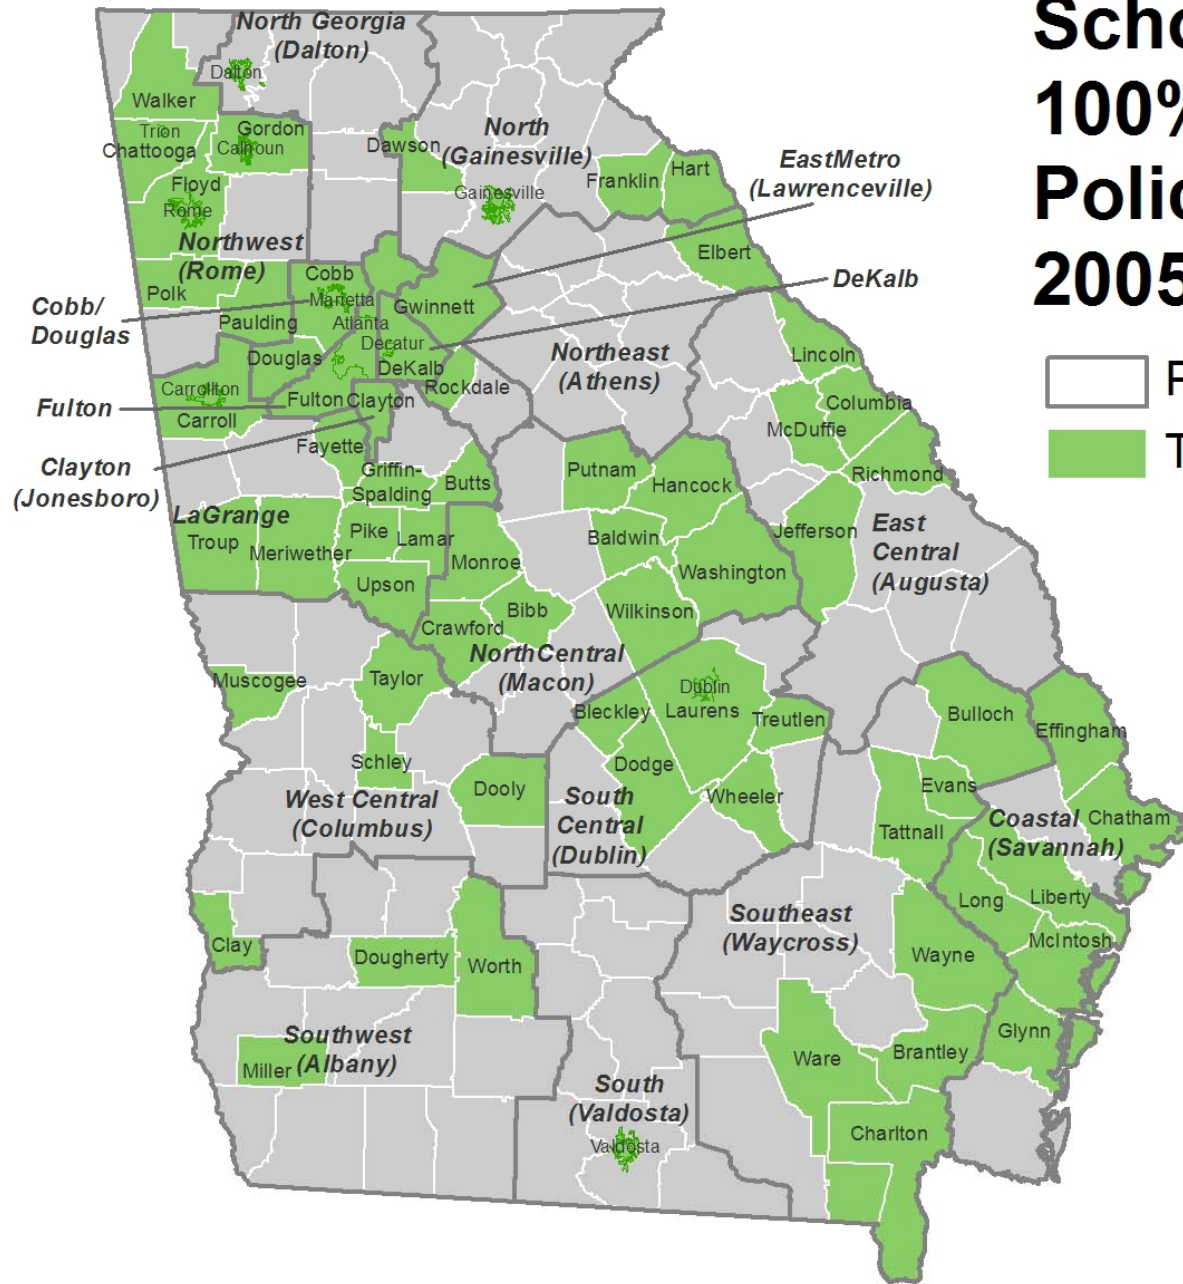 Scho
100%
Polic
2005
P
T
North Georgia
(Dalton)
Dalton
Walker
Trion
Chattooga
Gordon
Calhoun
Floyd
Rome
Northwest
(Rome)
Polk
Paulding
Dawson
North
(Gainesville)
Gainesville
Franklin
Hart
EastMetro
(Lawrenceville)
Elbert
DeKalb
Cobb
Marietta
Cobb/
Douglas
Gwinnett
Atlanta
Decatur
DeKalb
Rockdale
Douglas
Carrollton
Carroll
Fulton
Fulton
Clayton
Clayton
(Jonesboro)
Fayette
Griffin-
Spalding
Butts
Northeast
(Athens)
Lincoln
Columbia
McDuffie
Richmond
Putnam
Hancock
Jefferson
East
Central
(Augusta)
LaGrange
Troup
Meriwether
Pike
Lamar
Upson
Monroe
Baldwin
Washington
Wilkinson
Bibb
Crawford
NorthCentral
(Macon)
Muscogee
Taylor
Schley
Dooly
West Central
(Columbus)
Bleckley
Dublin
Laurens
Treutlen
Dodge
Wheeler
South
Central
(Dublin)
Bulloch
Effingham
Evans
Tattnall
Coastal
(Savannah)
Chatham
Long
Liberty
McIntosh
Clay
Dougherty
Worth
Southeast
(Waycross)
Wayne
Glynn
Ware
Brantley
Charlton
Southwest
(Albany)
Miller
South
(Valdosta)
Valdosta